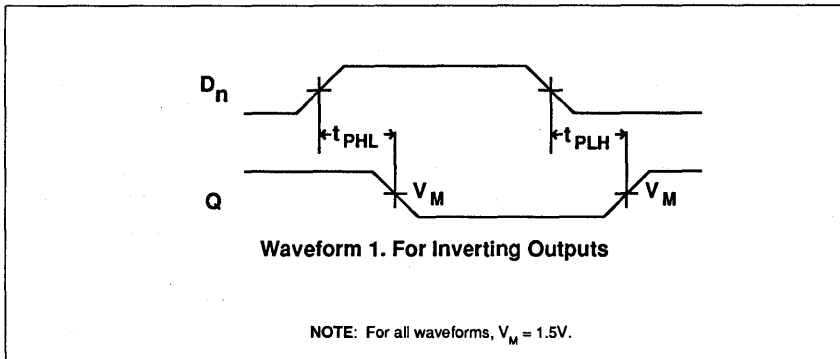 Dn
tPHL
tPLH
Q
VM
VM
Waveform 1. For Inverting Outputs
NOTE: For all waveforms, VM = 1.5V.